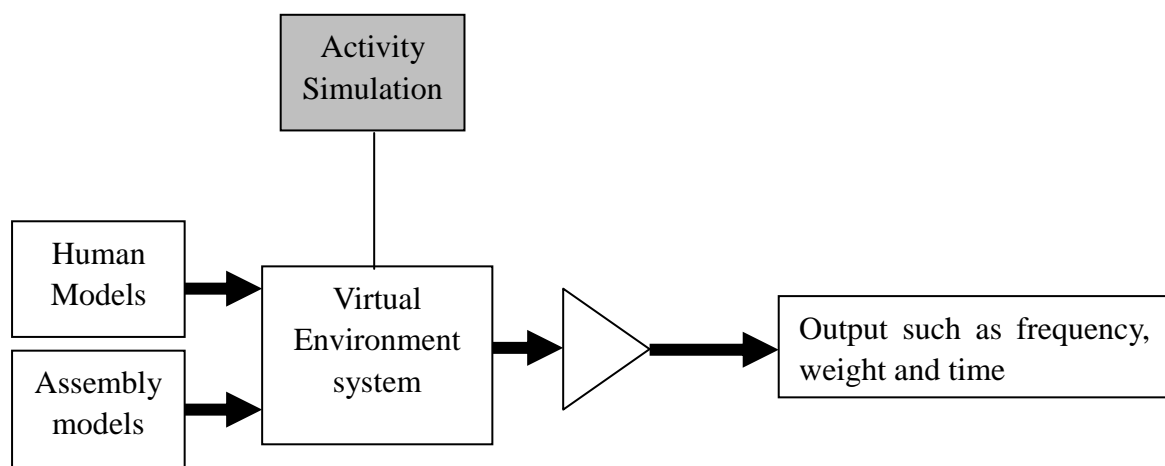 Activity
Simulation
Human
Models
Assembly
models
Virtual
Environment
system
Output such as frequency,
weight and time